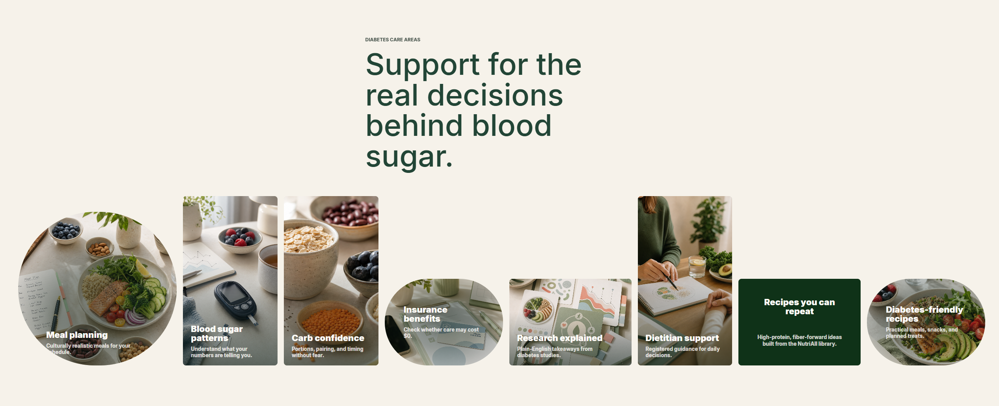 DIABETES CARE AREAS
Support for the
real decisions
behind blood
sugar.
Meal Plan
Meal planning
Culturally realistic meals for your
chedule.
Blood sugar
patterns
Understand what your
numbers are telling you.
Carb confidence
Portions, pairing, and timing
without fear.
Insurance
benefits
Check whether care may cost
$0.
Research explained
Plain-English takeaways from
diabetes studies.
Dietitian support
Registered guidance for daily
decisions.
Recipes you can
repeat
High-protein, fiber-forward ideas
built from the NutriAll library.
Diabetes-friendly
recipes
Practical meals, snacks, and
planned treats.